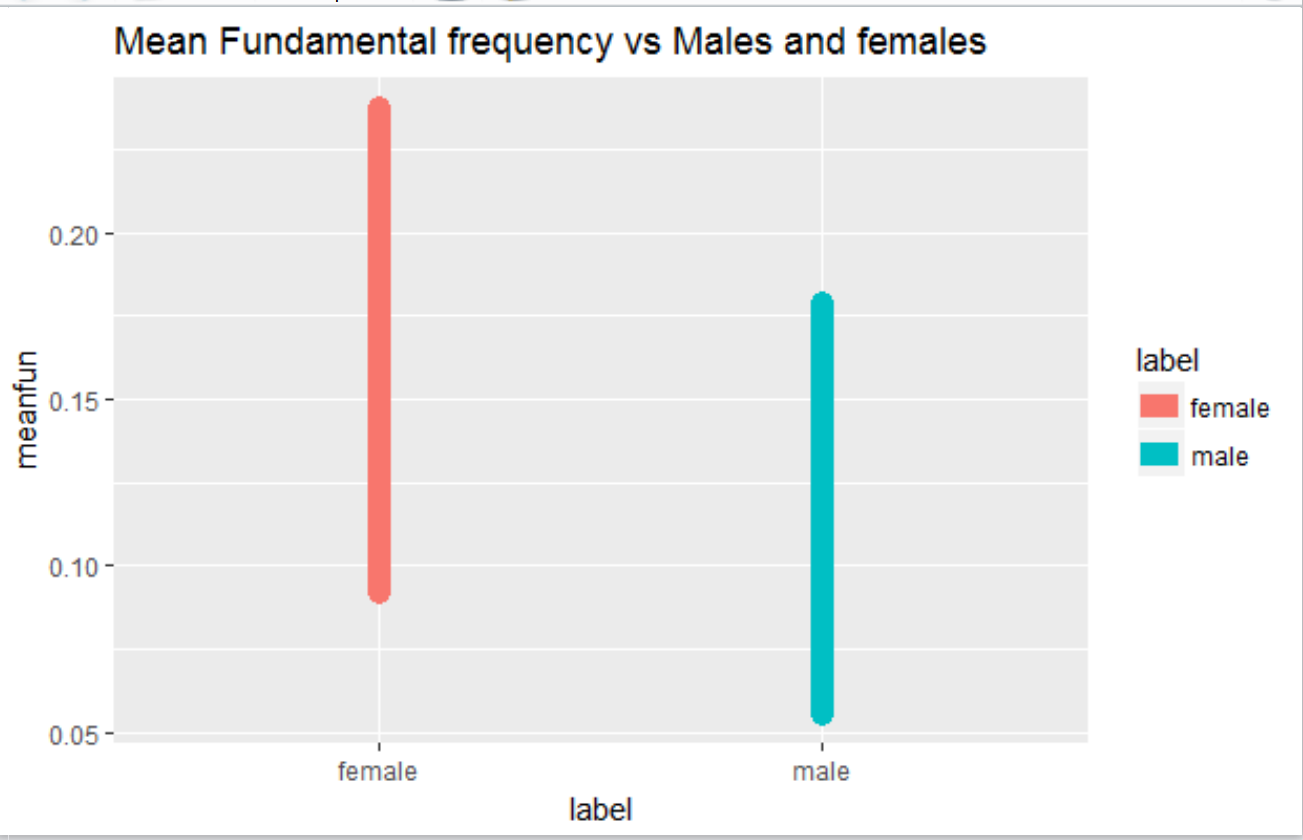 Mean Fundamental frequency vs Males and females
0.20
0.15
0.10
0.05
meanfun
female
male
label
label
female
male